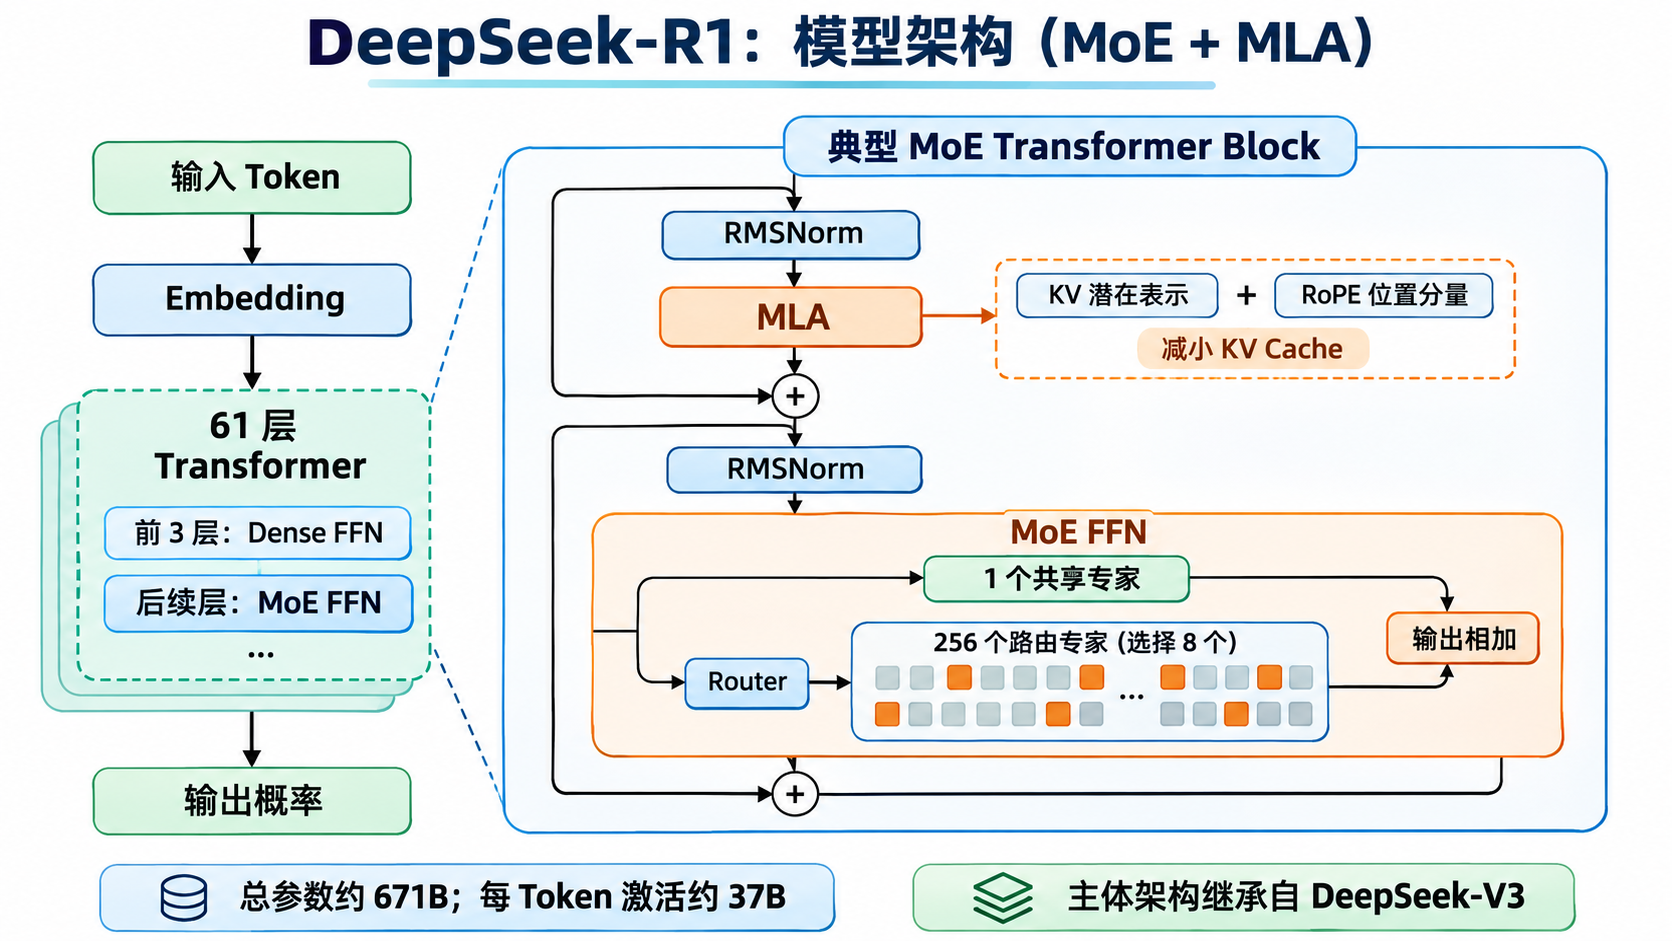 DeepSeek-R1：模型架构（MoE + MLA）
输入 Token
Embedding
61 层
Transformer
前 3 层：Dense FFN
后续层：MoE FFN
...
输出概率
典型 MoE Transformer Block
RMSNorm
MLA
KV 潜在表示 + RoPE 位置分量
减小 KV Cache
+
RMSNorm
MoE FFN
1 个共享专家
Router
256 个路由专家 (选择 8 个)
...
输出相加
+
总参数约 671B；每 Token 激活约 37B
主体架构继承自 DeepSeek-V3